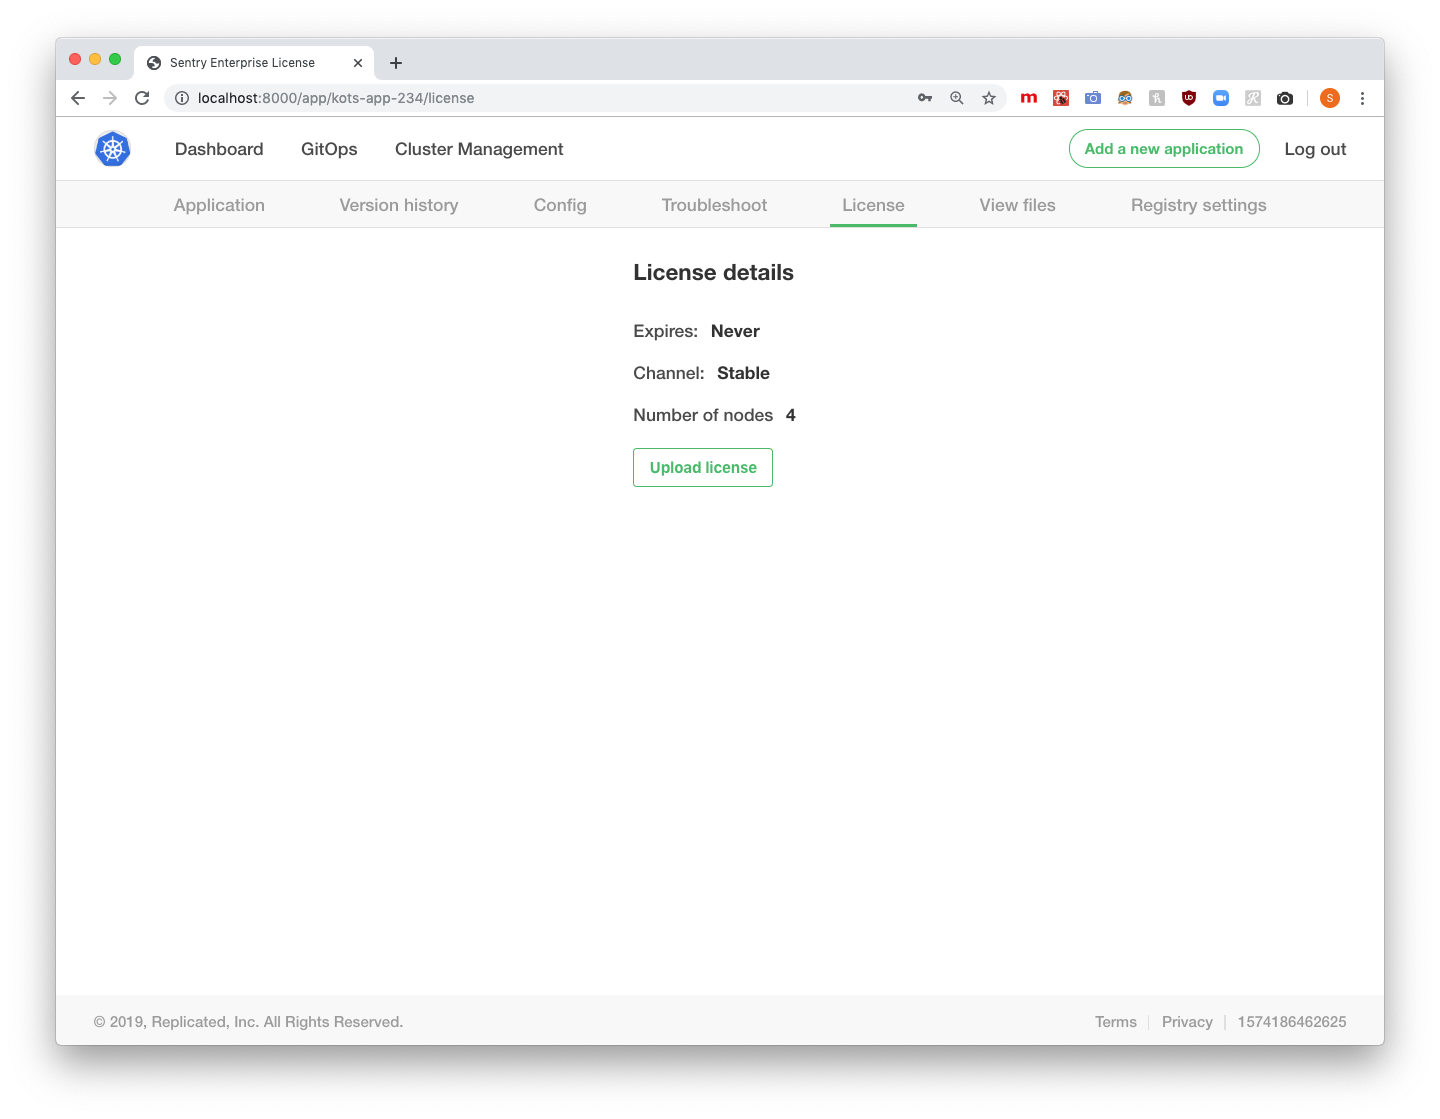 Sentry Enterprise License
localhost:8000/app/kots-app-234/license
m
UD
h
R
S
Dashboard GitOps Cluster Management Add a new application Log out
Application Version history Config Troubleshoot License View files Registry settings
License details
Expires: Never
Channel: Stable
Number of nodes 4
Upload license
© 2019, Replicated, Inc. All Rights Reserved. Terms Privacy 1574186462625